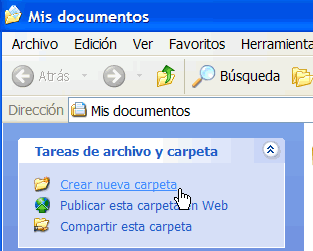 Mis documentos
Archivo Edición Ver Favoritos Herramienta
Atrás Búsqueda
Dirección Mis documentos
Tareas de archivo y carpeta
Crear nueva carpeta
Publicar esta carpeta en Web
Compartir esta carpeta